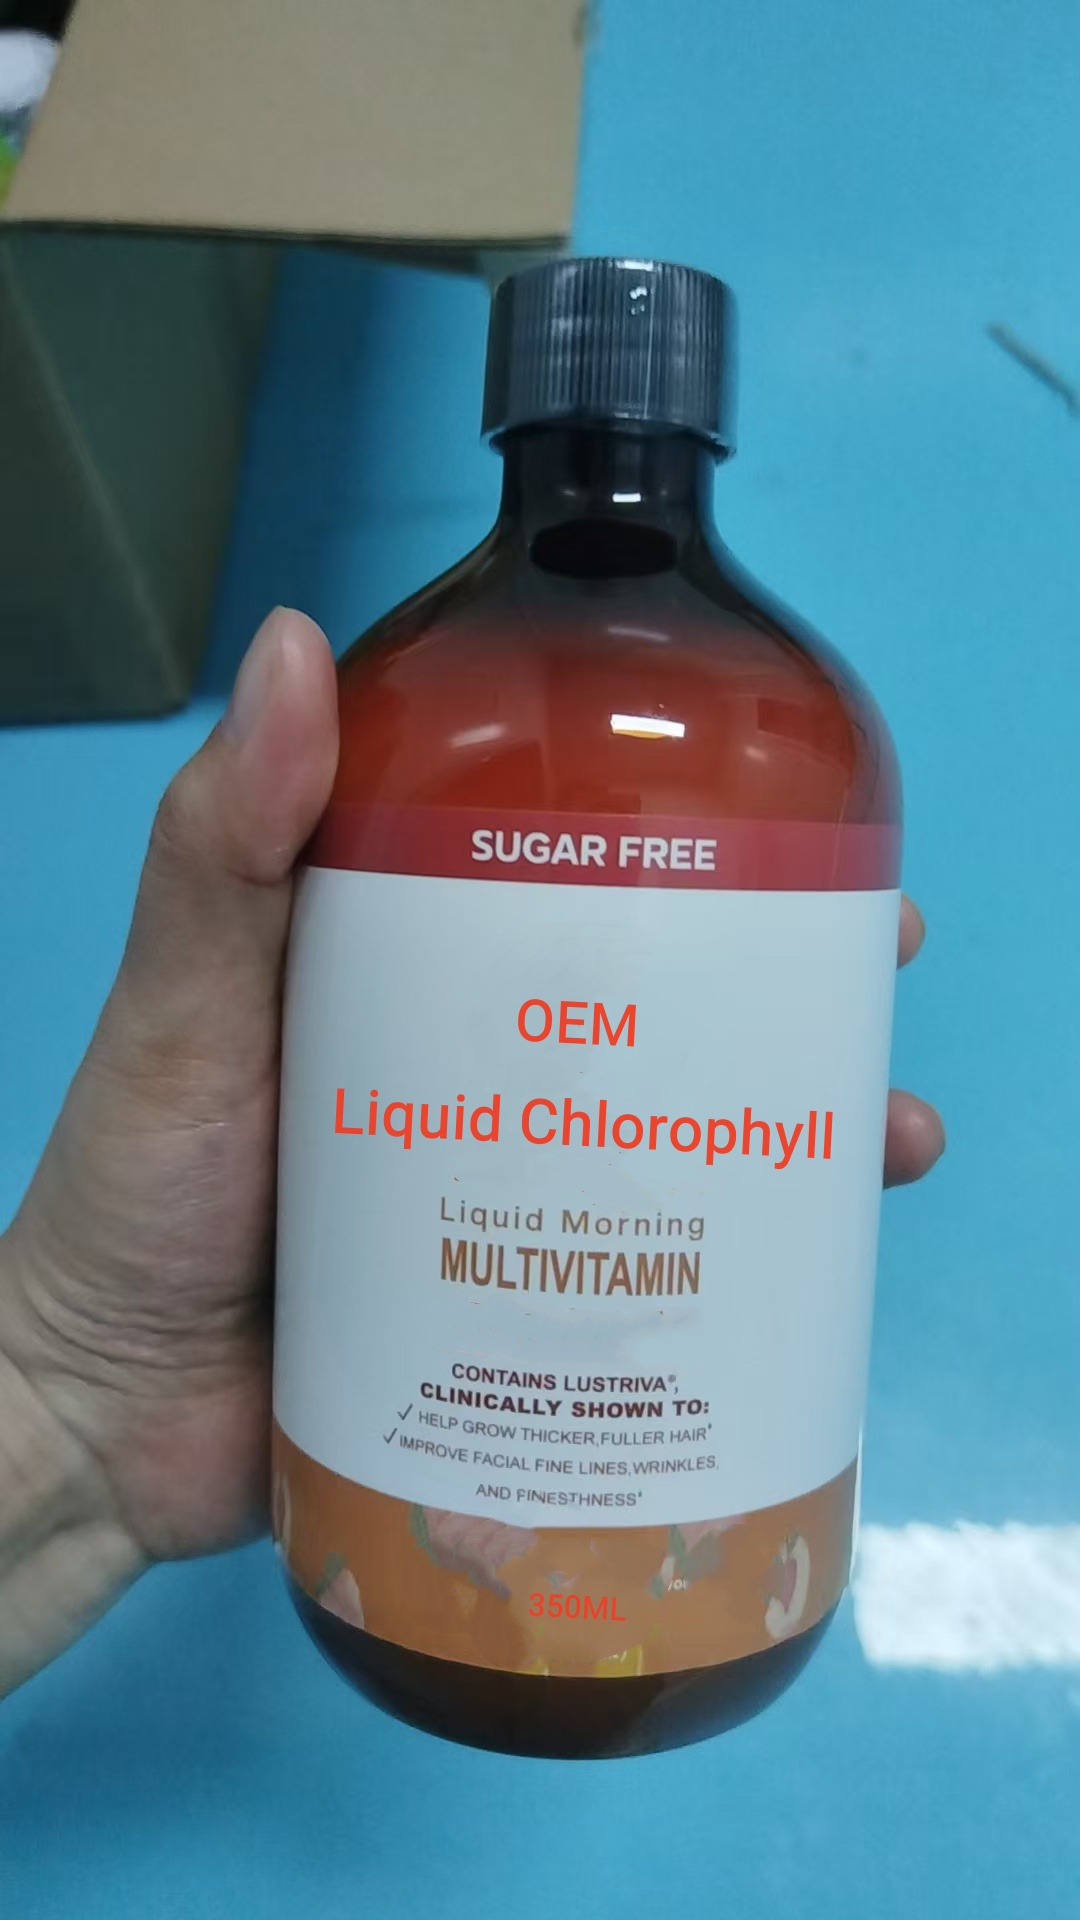 SUGAR FREE
OEM
Liquid Chlorophyll
Liquid Morning
MULTIVITAMIN
CONTAINS LUSTRIVA®,
CLINICALLY SHOWN TO:
✓ HELP GROW THICKER,FULLER HAIR
✓ IMPROVE FACIAL FINE LINES,WRINKLES,
AND FINESTHNESS
350ML